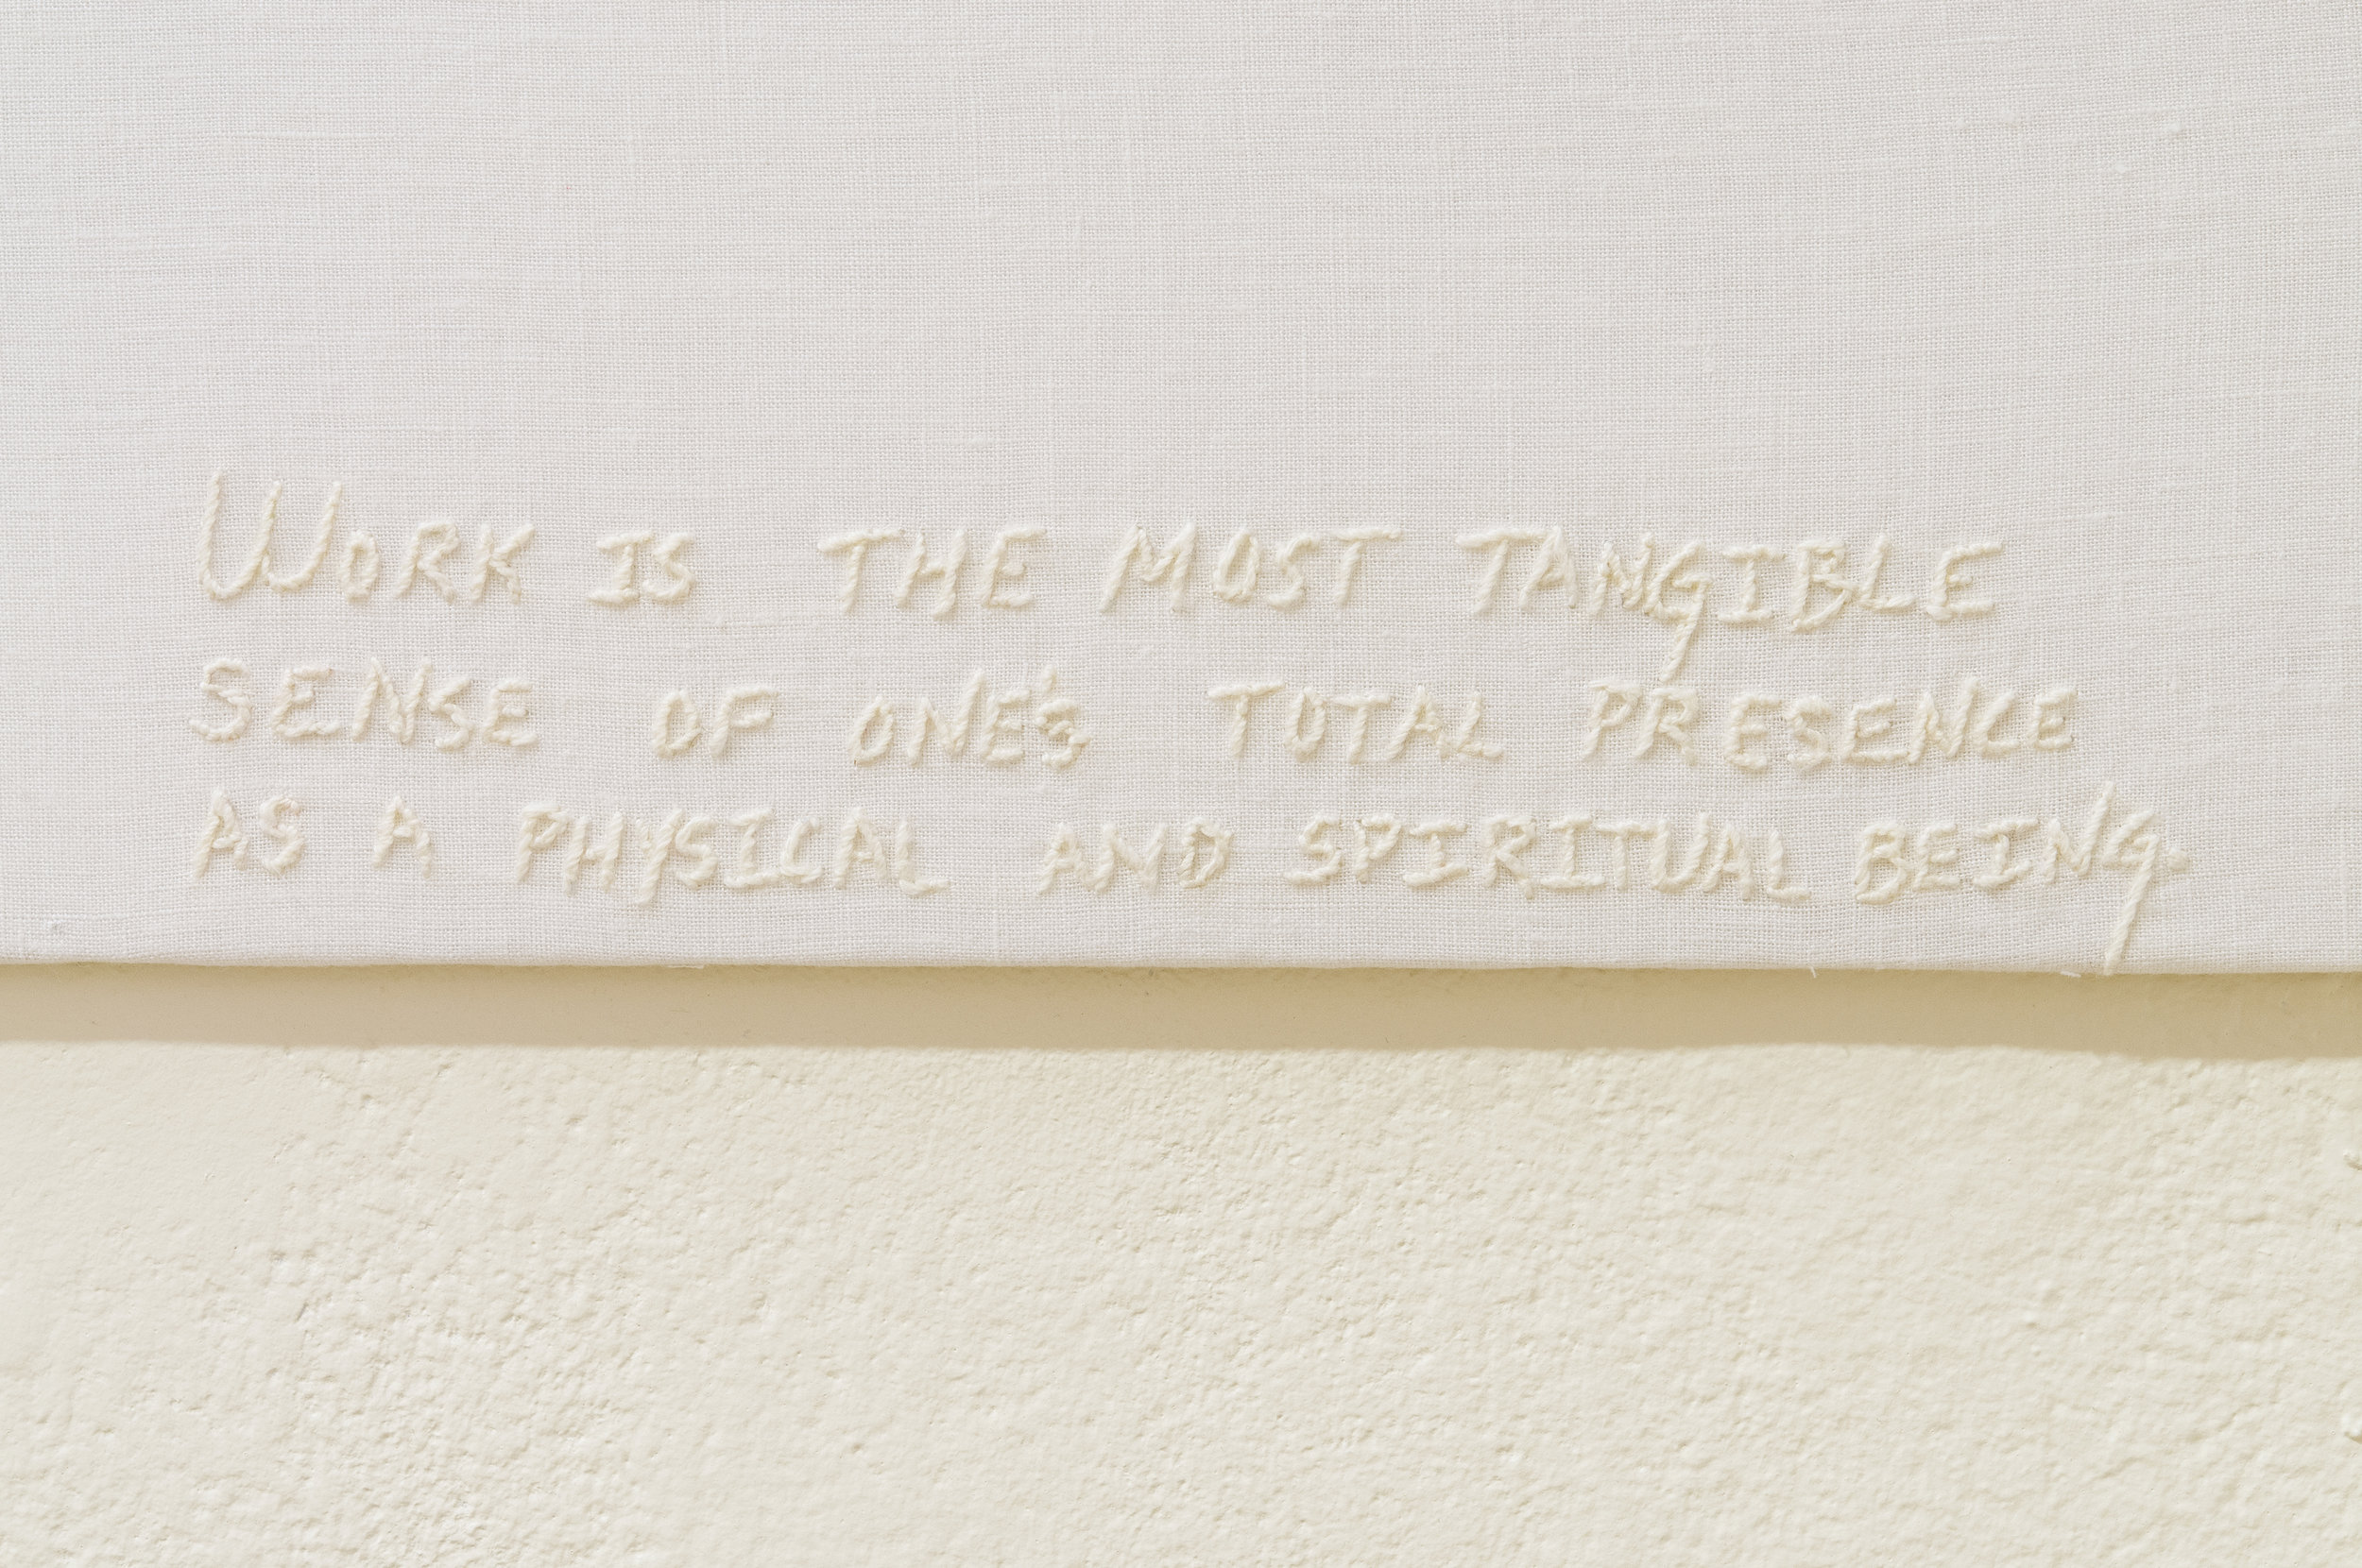 WORK IS THE MOST TANGIBLE
SENSE OF ONE'S TOTAL PRESENCE
AS A PHYSICAL AND SPIRITUAL BEING.